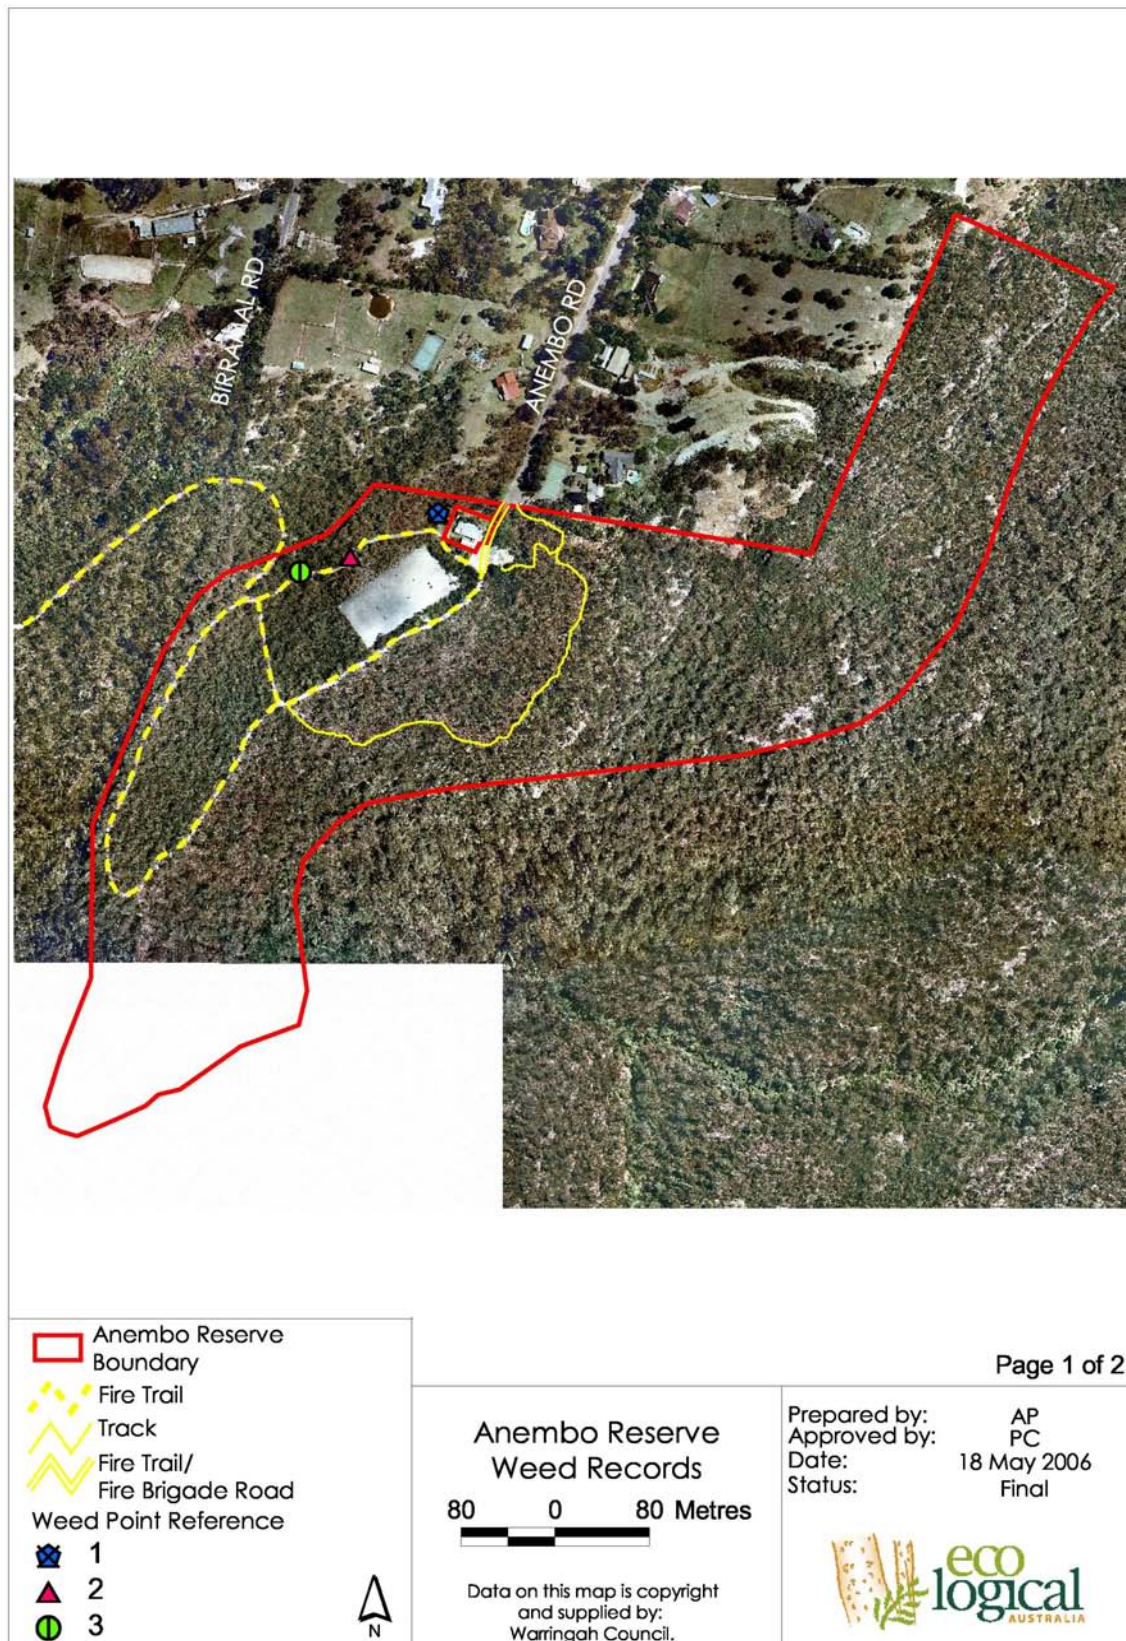 BIRRAMAL RD
ANEMBO RD
Anembo Reserve
Boundary
Fire Trail
Track
Fire Trail/
Fire Brigade Road
Weed Point Reference
1
2
3
N
Page 1 of 2
Anembo Reserve
Weed Records
80 0 80 Metres
Data on this map is copyright
and supplied by:
Warringah Council.
Prepared by: AP
Approved by: PC
Date: 18 May 2006
Status: Final
eco
logical
AUSTRALIA